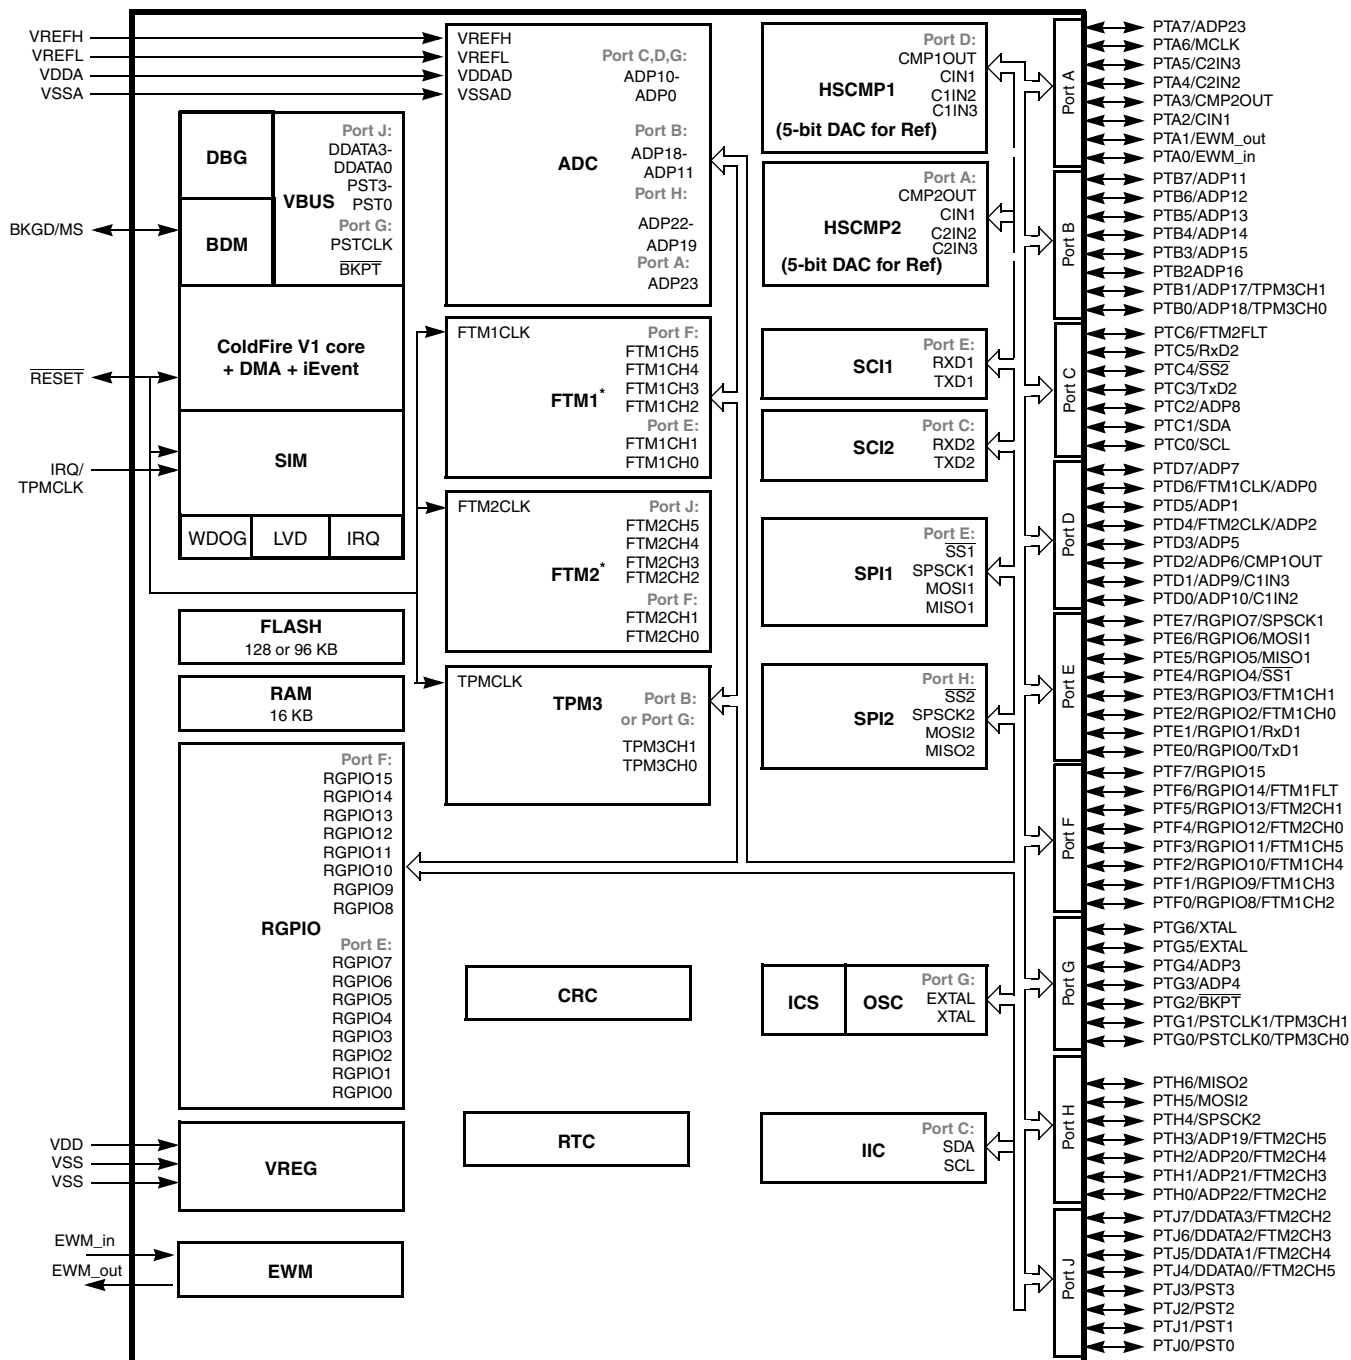 VREFH
VREFL
VDDA
VSSA
BKGD/MS
RESET
IRQ/
TPMCLK
VDD
VSS
VSS
EWM_in
EWM_out
DBG
BDM
VBUS
Port J:
DDATA3-
DDATA0
PST3-
PST0
Port G:
PSTCLK
BKPT
ColdFire V1 core
+ DMA + iEvent
SIM
WDOG
LVD
IRQ
FLASH
128 or 96 KB
RAM
16 KB
RGPIO
Port F:
RGPIO15
RGPIO14
RGPIO13
RGPIO12
RGPIO11
RGPIO10
RGPIO9
RGPIO8
Port E:
RGPIO7
RGPIO6
RGPIO5
RGPIO4
RGPIO3
RGPIO2
RGPIO1
RGPIO0
VREG
EWM
VREFH
VREFL
VDDAD
VSSAD
ADC
Port C,D,G:
ADP10-
ADP0
Port B:
ADP18-
ADP11
Port H:
ADP22-
ADP19
Port A:
ADP23
FTM1CLK
FTM1*
Port F:
FTM1CH5
FTM1CH4
FTM1CH3
FTM1CH2
Port E:
FTM1CH1
FTM1CH0
FTM2CLK
FTM2*
Port J:
FTM2CH5
FTM2CH4
FTM2CH3
FTM2CH2
Port F:
FTM2CH1
FTM2CH0
TPMCLK
TPM3
Port B:
or Port G:
TPM3CH1
TPM3CH0
CRC
RTC
HSCMP1
(5-bit DAC for Ref)
Port D:
CMP1OUT
CIN1
C1IN2
C1IN3
HSCMP2
(5-bit DAC for Ref)
Port A:
CMP2OUT
CIN1
C2IN2
C2IN3
SCI1
Port E:
RXD1
TXD1
SCI2
Port C:
RXD2
TXD2
SPI1
Port E:
SS1
SPSCK1
MOSI1
MISO1
SPI2
Port H:
SS2
SPSCK2
MOSI2
MISO2
ICS
OSC
Port G:
EXTAL
XTAL
IIC
Port C:
SDA
SCL
Port A
PTA7/ADP23
PTA6/MCLK
PTA5/C2IN3
PTA4/C2IN2
PTA3/CMP2OUT
PTA2/CIN1
PTA1/EWM_out
PTA0/EWM_in
Port B
PTB7/ADP11
PTB6/ADP12
PTB5/ADP13
PTB4/ADP14
PTB3/ADP15
PTB2ADP16
PTB1/ADP17/TPM3CH1
PTB0/ADP18/TPM3CH0
Port C
PTC6/FTM2FLT
PTC5/RxD2
PTC4/SS2
PTC3/TxD2
PTC2/ADP8
PTC1/SDA
PTC0/SCL
Port D
PTD7/ADP7
PTD6/FTM1CLK/ADP0
PTD5/ADP1
PTD4/FTM2CLK/ADP2
PTD3/ADP5
PTD2/ADP6/CMP1OUT
PTD1/ADP9/C1IN3
PTD0/ADP10/C1IN2
Port E
PTE7/RGPIO7/SPSCK1
PTE6/RGPIO6/MOSI1
PTE5/RGPIO5/MISO1
PTE4/RGPIO4/SS1
PTE3/RGPIO3/FTM1CH1
PTE2/RGPIO2/FTM1CH0
PTE1/RGPIO1/RxD1
PTE0/RGPIO0/TxD1
Port F
PTF7/RGPIO15
PTF6/RGPIO14/FTM1FLT
PTF5/RGPIO13/FTM2CH1
PTF4/RGPIO12/FTM2CH0
PTF3/RGPIO11/FTM1CH5
PTF2/RGPIO10/FTM1CH4
PTF1/RGPIO9/FTM1CH3
PTF0/RGPIO8/FTM1CH2
Port G
PTG6/XTAL
PTG5/EXTAL
PTG4/ADP3
PTG3/ADP4
PTG2/BKPT
PTG1/PSTCLK1/TPM3CH1
PTG0/PSTCLK0/TPM3CH0
Port H
PTH6/MISO2
PTH5/MOSI2
PTH4/SPSCK2
PTH3/ADP19/FTM2CH5
PTH2/ADP20/FTM2CH4
PTH1/ADP21/FTM2CH3
PTH0/ADP22/FTM2CH2
Port J
PTJ7/DDATA3/FTM2CH2
PTJ6/DDATA2/FTM2CH3
PTJ5/DDATA1/FTM2CH4
PTJ4/DDATA0//FTM2CH5
PTJ3/PST3
PTJ2/PST2
PTJ1/PST1
PTJ0/PST0